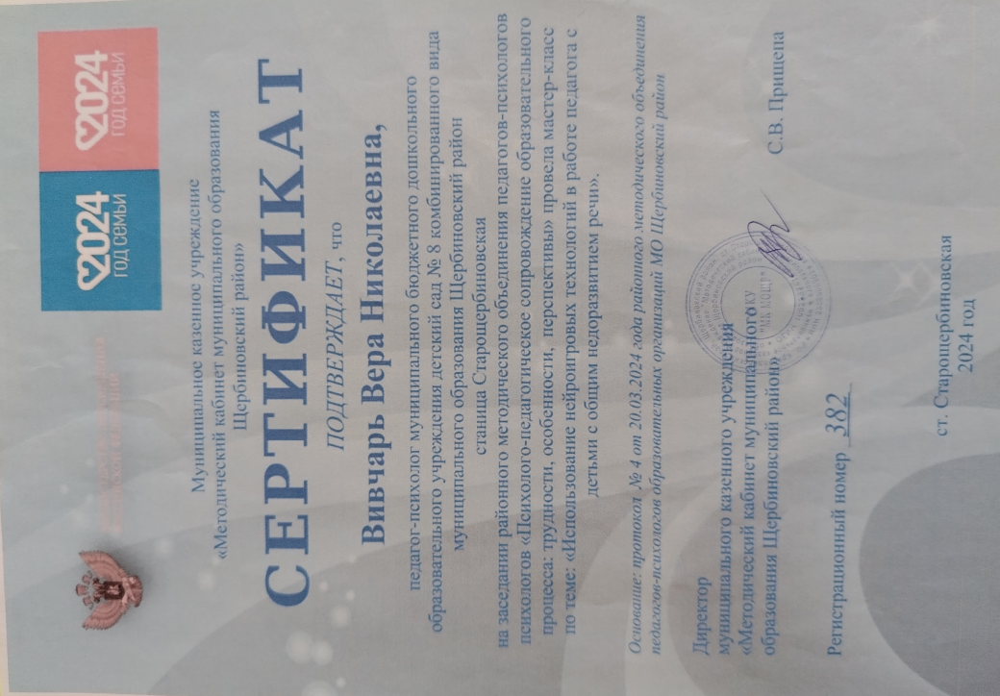 2024
ГОД СЕМЬИ
2024
ГОД СЕМЬИ
Муниципальное казенное учреждение
«Методический кабинет муниципального образования
Щербиновский район»
СЕРТИФИКАТ
ПОДТВЕРЖДАЕТ, что
Вивчарь Вера Николаевна,
педагог-психолог муниципального бюджетного дошкольного
образовательного учреждения детский сад № 8 комбинированного вида
муниципального образования Щербиновский район
станица Старощербиновская
на заседании районного методического объединения педагогов-психологов
психологов «Психолого-педагогическое сопровождение образовательного
процесса: трудности, особенности, перспективы» провела мастер-класс
по теме: «Использование нейроигровых технологий в работе педагога с
детьми с общим недоразвитием речи».
Основание: протокол № 4 от 20.03.2024 года районного методического объединения
педагогов-психологов образовательных организаций МО Щербиновский район
Директор
муниципального казенного учреждения
«Методический кабинет муниципального
образования Щербиновский район»
С.В. Прищепа
Регистрационный номер 382
ст. Старощербиновская
2024 год